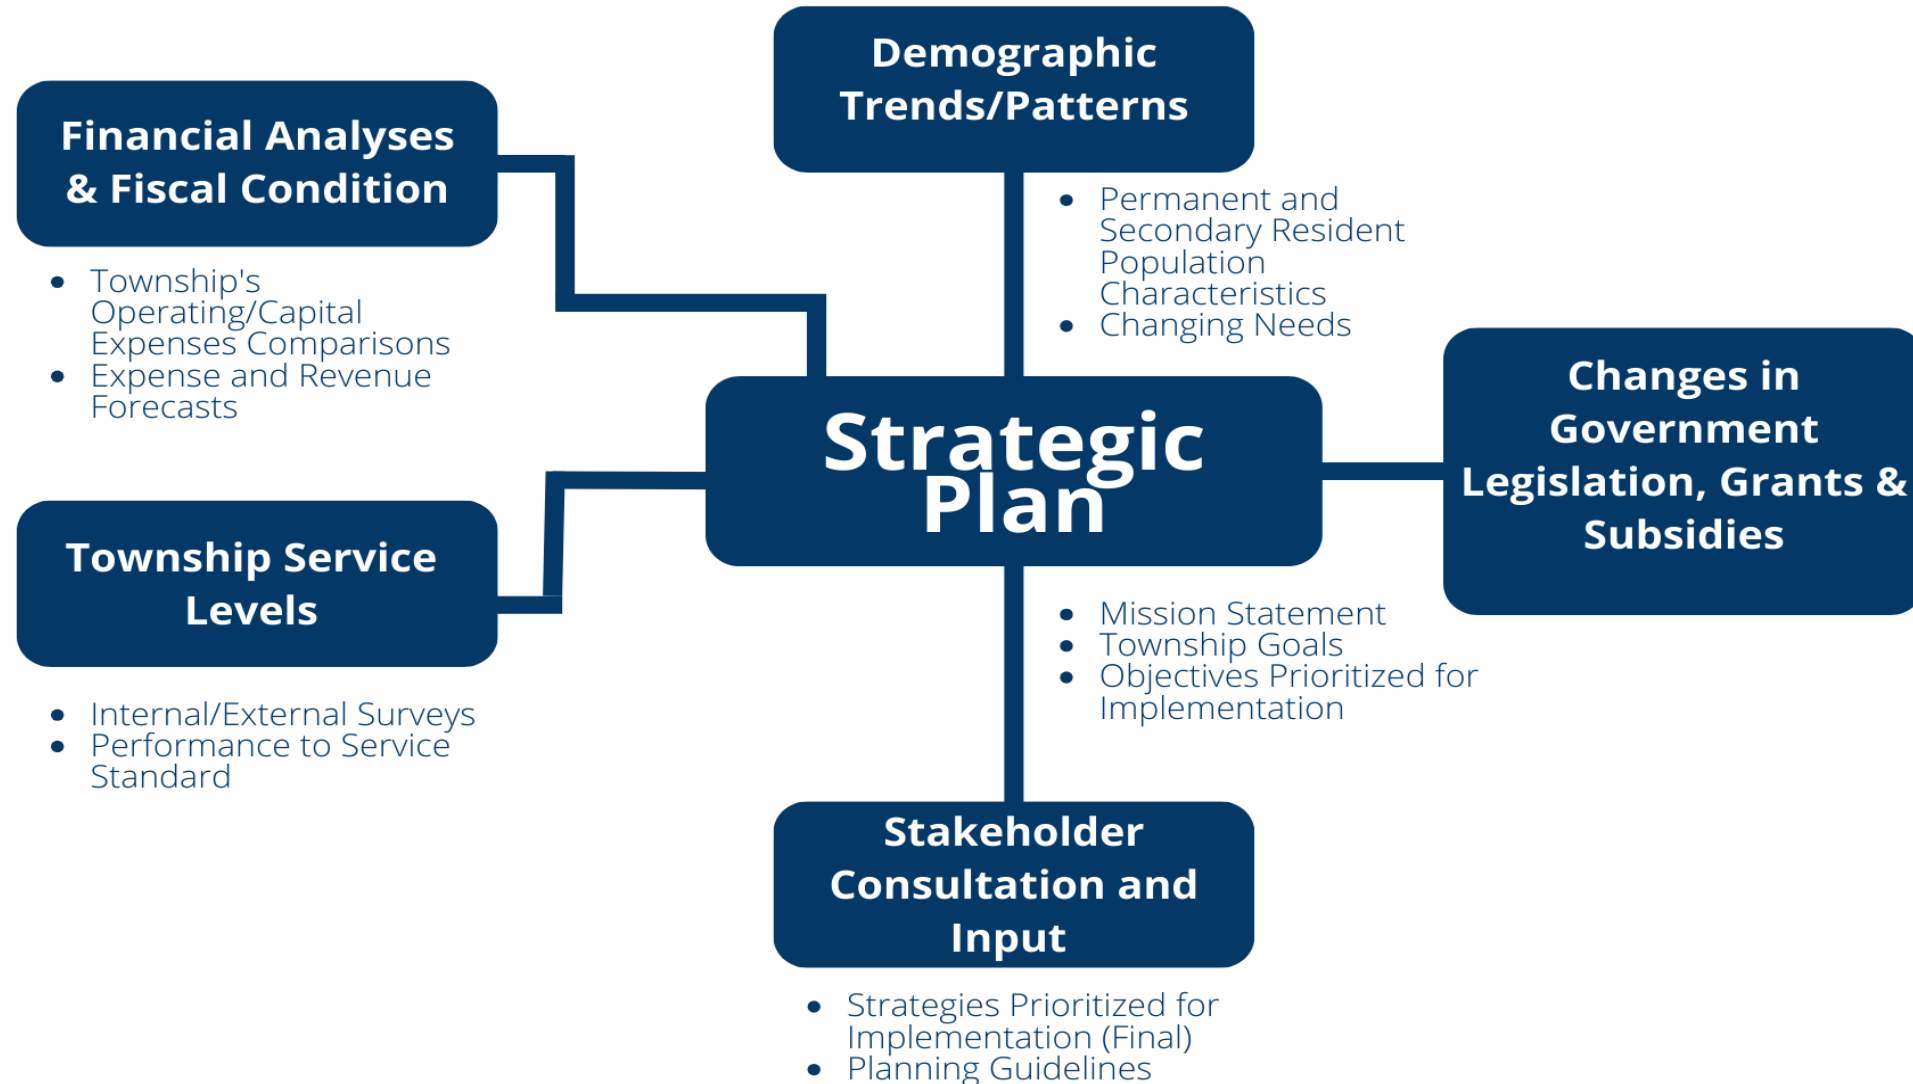 Demographic
Trends/Patterns
Financial Analyses
& Fiscal Condition
• Permanent and
Secondary Resident
Population
Characteristics
• Changing Needs
• Township's
Operating/Capital
Expenses Comparisons
• Expense and Revenue
Forecasts
Strategic
Plan
Changes in
Government
Legislation, Grants &
Subsidies
Township Service
Levels
• Mission Statement
• Township Goals
• Objectives Prioritized for
Implementation
• Internal/External Surveys
• Performance to Service
Standard
Stakeholder
Consultation and
Input
• Strategies Prioritized for
Implementation (Final)
• Planning Guidelines